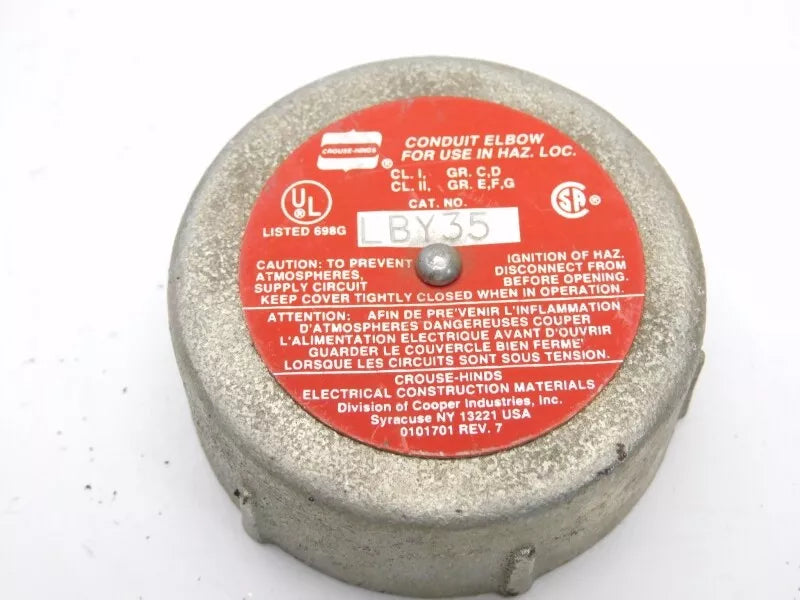 CROUSE-HINDS
®
CONDUIT ELBOW
FOR USE IN HAZ. LOC.
CL. I, GR. C,D
CL. II, GR. E,F,G
CAT. NO.
LBY35
UL
®
LISTED 698G
SA
®
CAUTION: TO PREVENT IGNITION OF HAZ.
ATMOSPHERES, DISCONNECT FROM
SUPPLY CIRCUIT BEFORE OPENING.
KEEP COVER TIGHTLY CLOSED WHEN IN OPERATION.
ATTENTION: AFIN DE PRE'VENIR L'INFLAMMATION
D'ATMOSPHERES DANGEREUSES COUPER
L'ALIMENTATION ELECTRIQUE AVANT D'OUVRIR
GUARDER LE COUVERCLE BIEN FERME'
LORSQUE LES CIRCUITS SONT SOUS TENSION.
CROUSE-HINDS
ELECTRICAL CONSTRUCTION MATERIALS
Division of Cooper Industries, Inc.
Syracuse NY 13221 USA
0101701 REV. 7